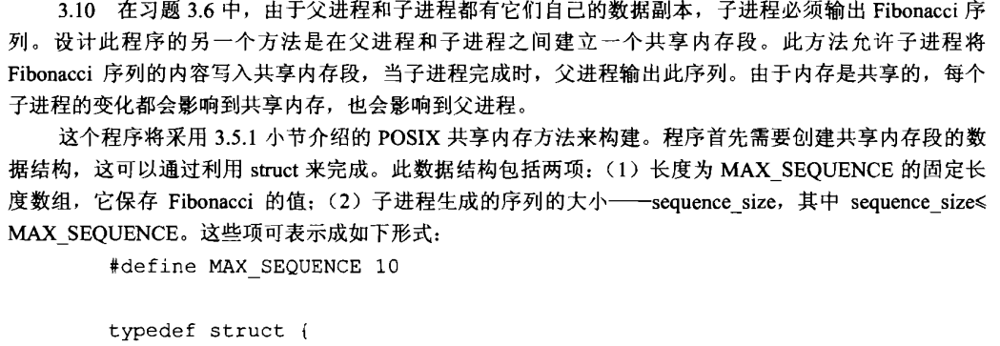 3.10 在习题 3.6 中，由于父进程和子进程都有它们自己的数据副本，子进程必须输出 Fibonacci 序
列。设计此程序的另一个方法是在父进程和子进程之间建立一个共享内存段。此方法允许子进程将
Fibonacci 序列的内容写入共享内存段，当子进程完成时，父进程输出此序列。由于内存是共享的，每个
子进程的变化都会影响到共享内存，也会影响到父进程。
这个程序将采用 3.5.1 小节介绍的 POSIX 共享内存方法来构建。程序首先需要创建共享内存段的数
据结构，这可以通过利用 struct 来完成。此数据结构包括两项：（1）长度为 MAX_SEQUENCE 的固定长
度数组，它保存 Fibonacci 的值；（2）子进程生成的序列的大小——sequence_size，其中 sequence_size≤
MAX_SEQUENCE。这些项可表示成如下形式：
#define MAX_SEQUENCE 10
typedef struct {